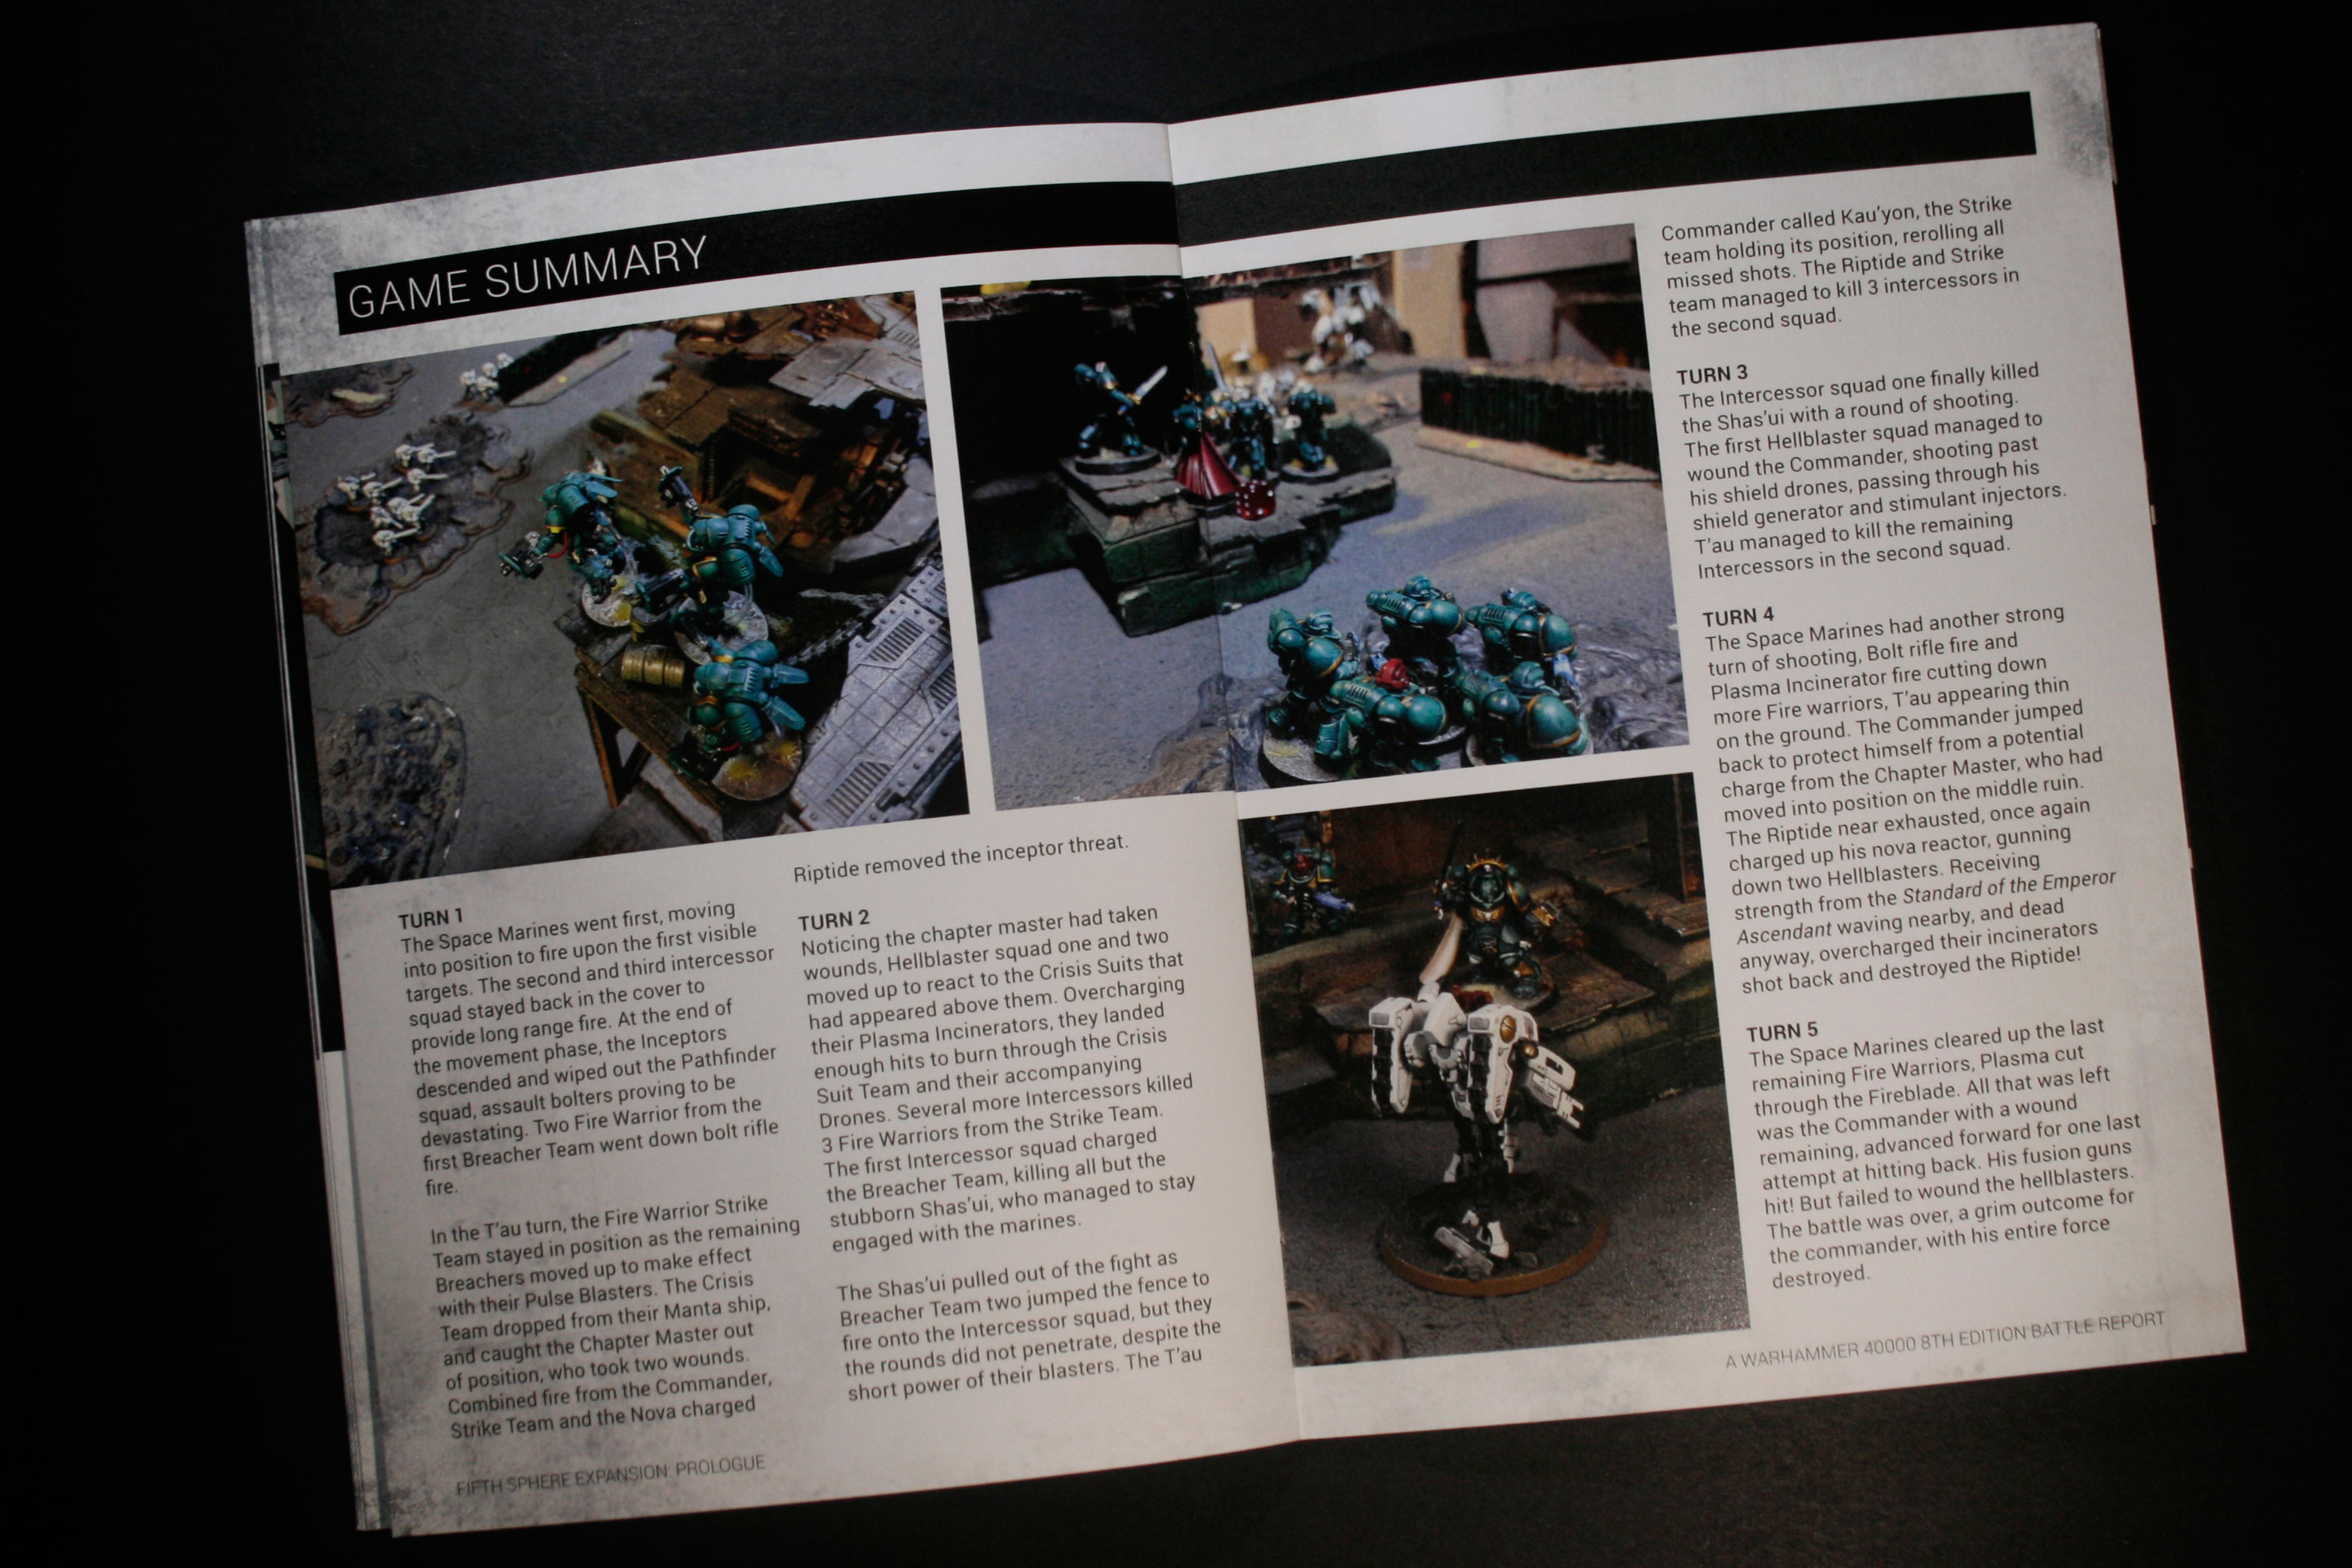 GAME SUMMARY
TURN 1
The Space Marines went first, moving
into position to fire upon the first visible
targets. The second and third intercessor
squad stayed back in the cover to
provide long range fire. At the end of
the movement phase, the Inceptors
descended and wiped out the Pathfinder
squad, assault bolters proving to be
devastating. Two Fire Warrior from the
first Breacher Team went down bolt rifle
fire.
In the T'au turn, the Fire Warrior Strike
Team stayed in position as the remaining
Breachers moved up to make effect
with their Pulse Blasters. The Crisis
Team dropped from their Manta ship,
and caught the Chapter Master out
of position, who took two wounds.
Combined fire from the Commander,
Strike Team and the Nova charged
Riptide removed the inceptor threat.
TURN 2
Noticing the chapter master had taken
wounds, Hellblaster squad one and two
moved up to react to the Crisis Suits that
had appeared above them. Overcharging
their Plasma Incinerators, they landed
enough hits to burn through the Crisis
Suit Team and their accompanying
Drones. Several more Intercessors killed
3 Fire Warriors from the Strike Team.
The first Intercessor squad charged
the Breacher Team, killing all but the
stubborn Shas'ui, who managed to stay
engaged with the marines.
The Shas'ui pulled out of the fight as
Breacher Team two jumped the fence to
fire onto the Intercessor squad, but they
the rounds did not penetrate, despite the
short power of their blasters. The T'au
Commander called Kau'yon, the Strike
team holding its position, rerolling all
missed shots. The Riptide and Strike
team managed to kill 3 intercessors in
the second squad.
TURN 3
The Intercessor squad one finally killed
the Shas'ui with a round of shooting.
The first Hellblaster squad managed to
wound the Commander, shooting past
his shield drones, passing through his
shield generator and stimulant injectors.
T'au managed to kill the remaining
Intercessors in the second squad.
TURN 4
The Space Marines had another strong
turn of shooting, Bolt rifle fire and
Plasma Incinerator fire cutting down
more Fire warriors, T'au appearing thin
on the ground. The Commander jumped
back to protect himself from a potential
charge from the Chapter Master, who had
moved into position on the middle ruin.
The Riptide near exhausted, once again
charged up his nova reactor, gunning
down two Hellblasters. Receiving
strength from the Standard of the Emperor
Ascendant waving nearby, and dead
anyway, overcharged their incinerators
shot back and destroyed the Riptide!
TURN 5
The Space Marines cleared up the last
remaining Fire Warriors, Plasma cut
through the Fireblade. All that was left
was the Commander with a wound
remaining, advanced forward for one last
attempt at hitting back. His fusion guns
hit! But failed to wound the hellblasters.
The battle was over, a grim outcome for
the commander, with his entire force
destroyed.
FIFTH SPHERE EXPANSION: PROLOGUE
A WARHAMMER 40000 8TH EDITION BATTLE REPORT